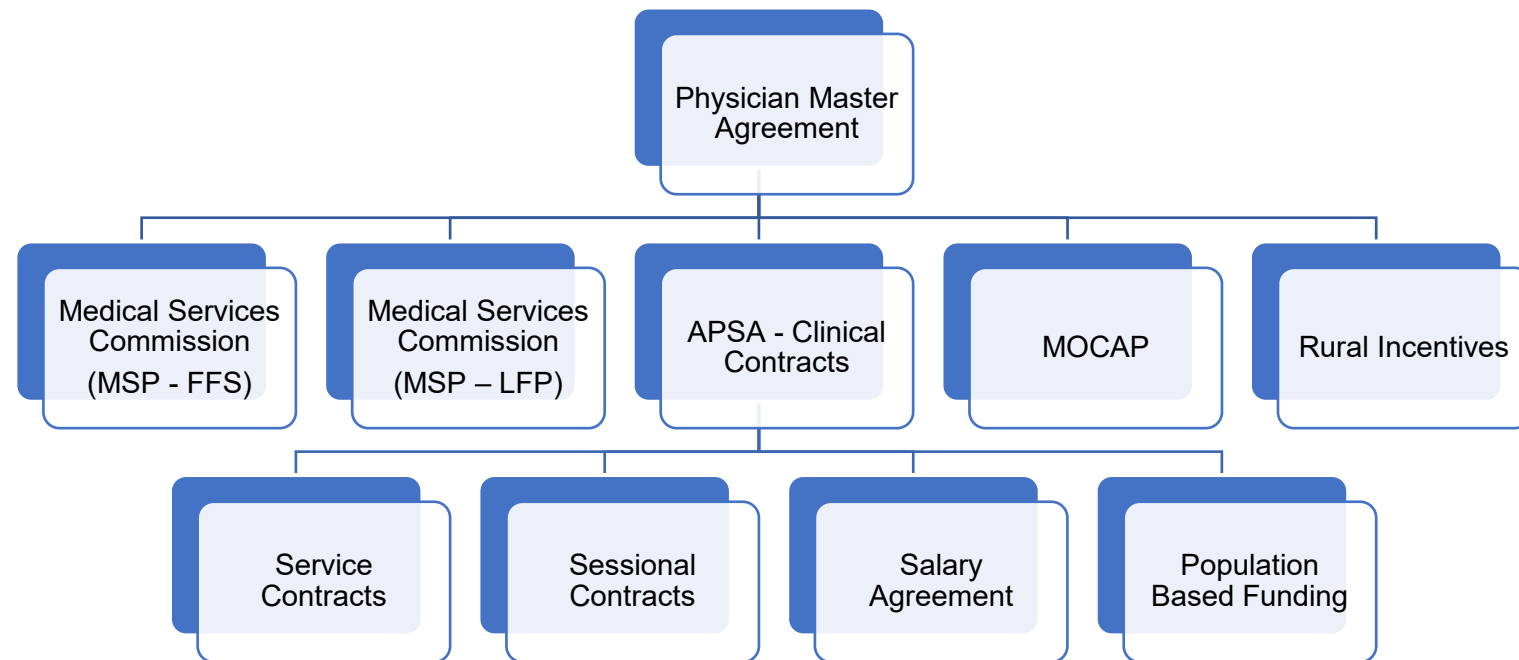 Physician Master
Agreement
Medical Services
Commission
(MSP - FFS)
Medical Services
Commission
(MSP – LFP)
APSA - Clinical
Contracts
MOCAP
Rural Incentives
Service
Contracts
Sessional
Contracts
Salary
Agreement
Population
Based Funding